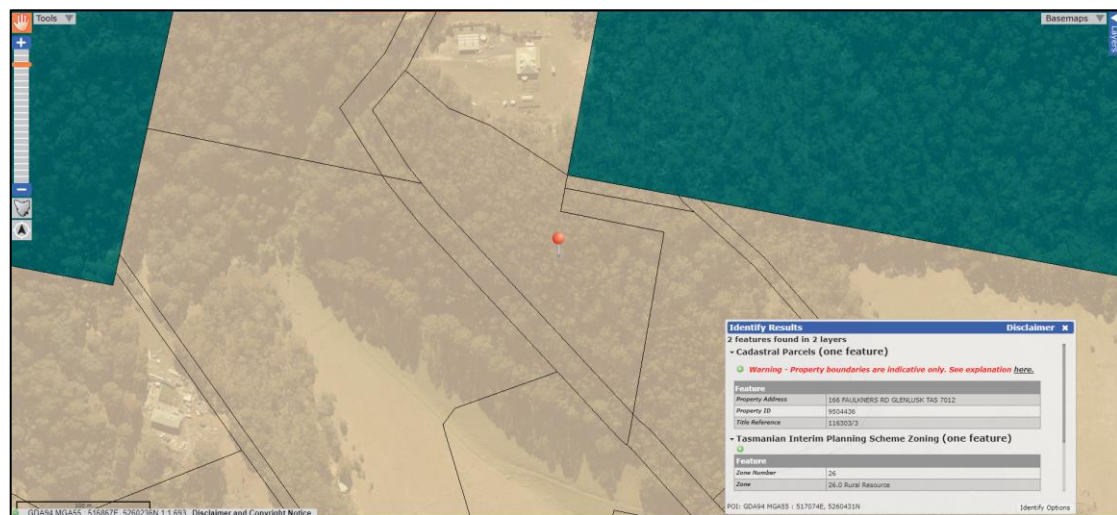 Tools
Basemaps
Layers
Identify Results Disclaimer x
2 features found in 2 layers
Cadastral Parcels (one feature)
Warning - Property boundaries are indicative only. See explanation here.
Feature
Property Address 166 FAULKNERS RD GLENLUSK TAS 7012
Property ID 9504436
Title Reference 116303/3
Tasmanian Interim Planning Scheme Zoning (one feature)
Feature
Zone Number 26
Zone 26.0 Rural Resource
POI: GDA94 MGA55 : 517074E, 5260431N Identify Options
GDA94 MGA55 : 516867E, 5260236N 1:1,693 Disclaimer and Copyright Notice